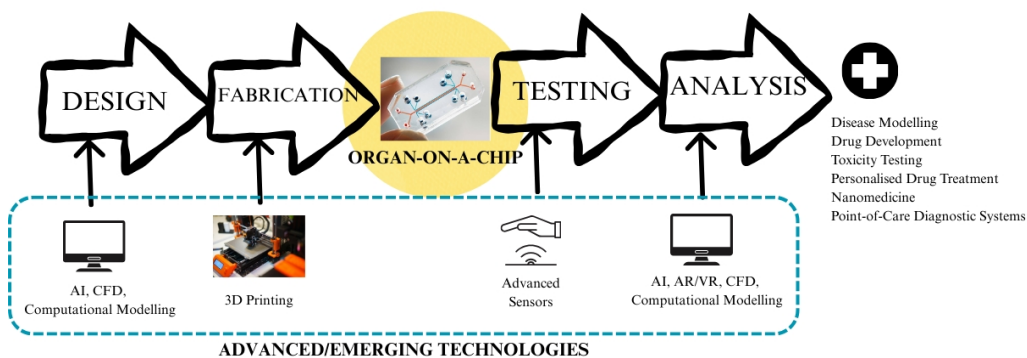 DESIGN
FABRICATION
ORGAN-ON-A-CHIP
TESTING
ANALYSIS
Disease Modelling
Drug Development
Toxicity Testing
Personalised Drug Treatment
Nanomedicine
Point-of-Care Diagnostic Systems
AI, CFD,
Computational Modelling
3D Printing
Advanced
Sensors
AI, AR/VR, CFD,
Computational Modelling
ADVANCED/EMERGING TECHNOLOGIES